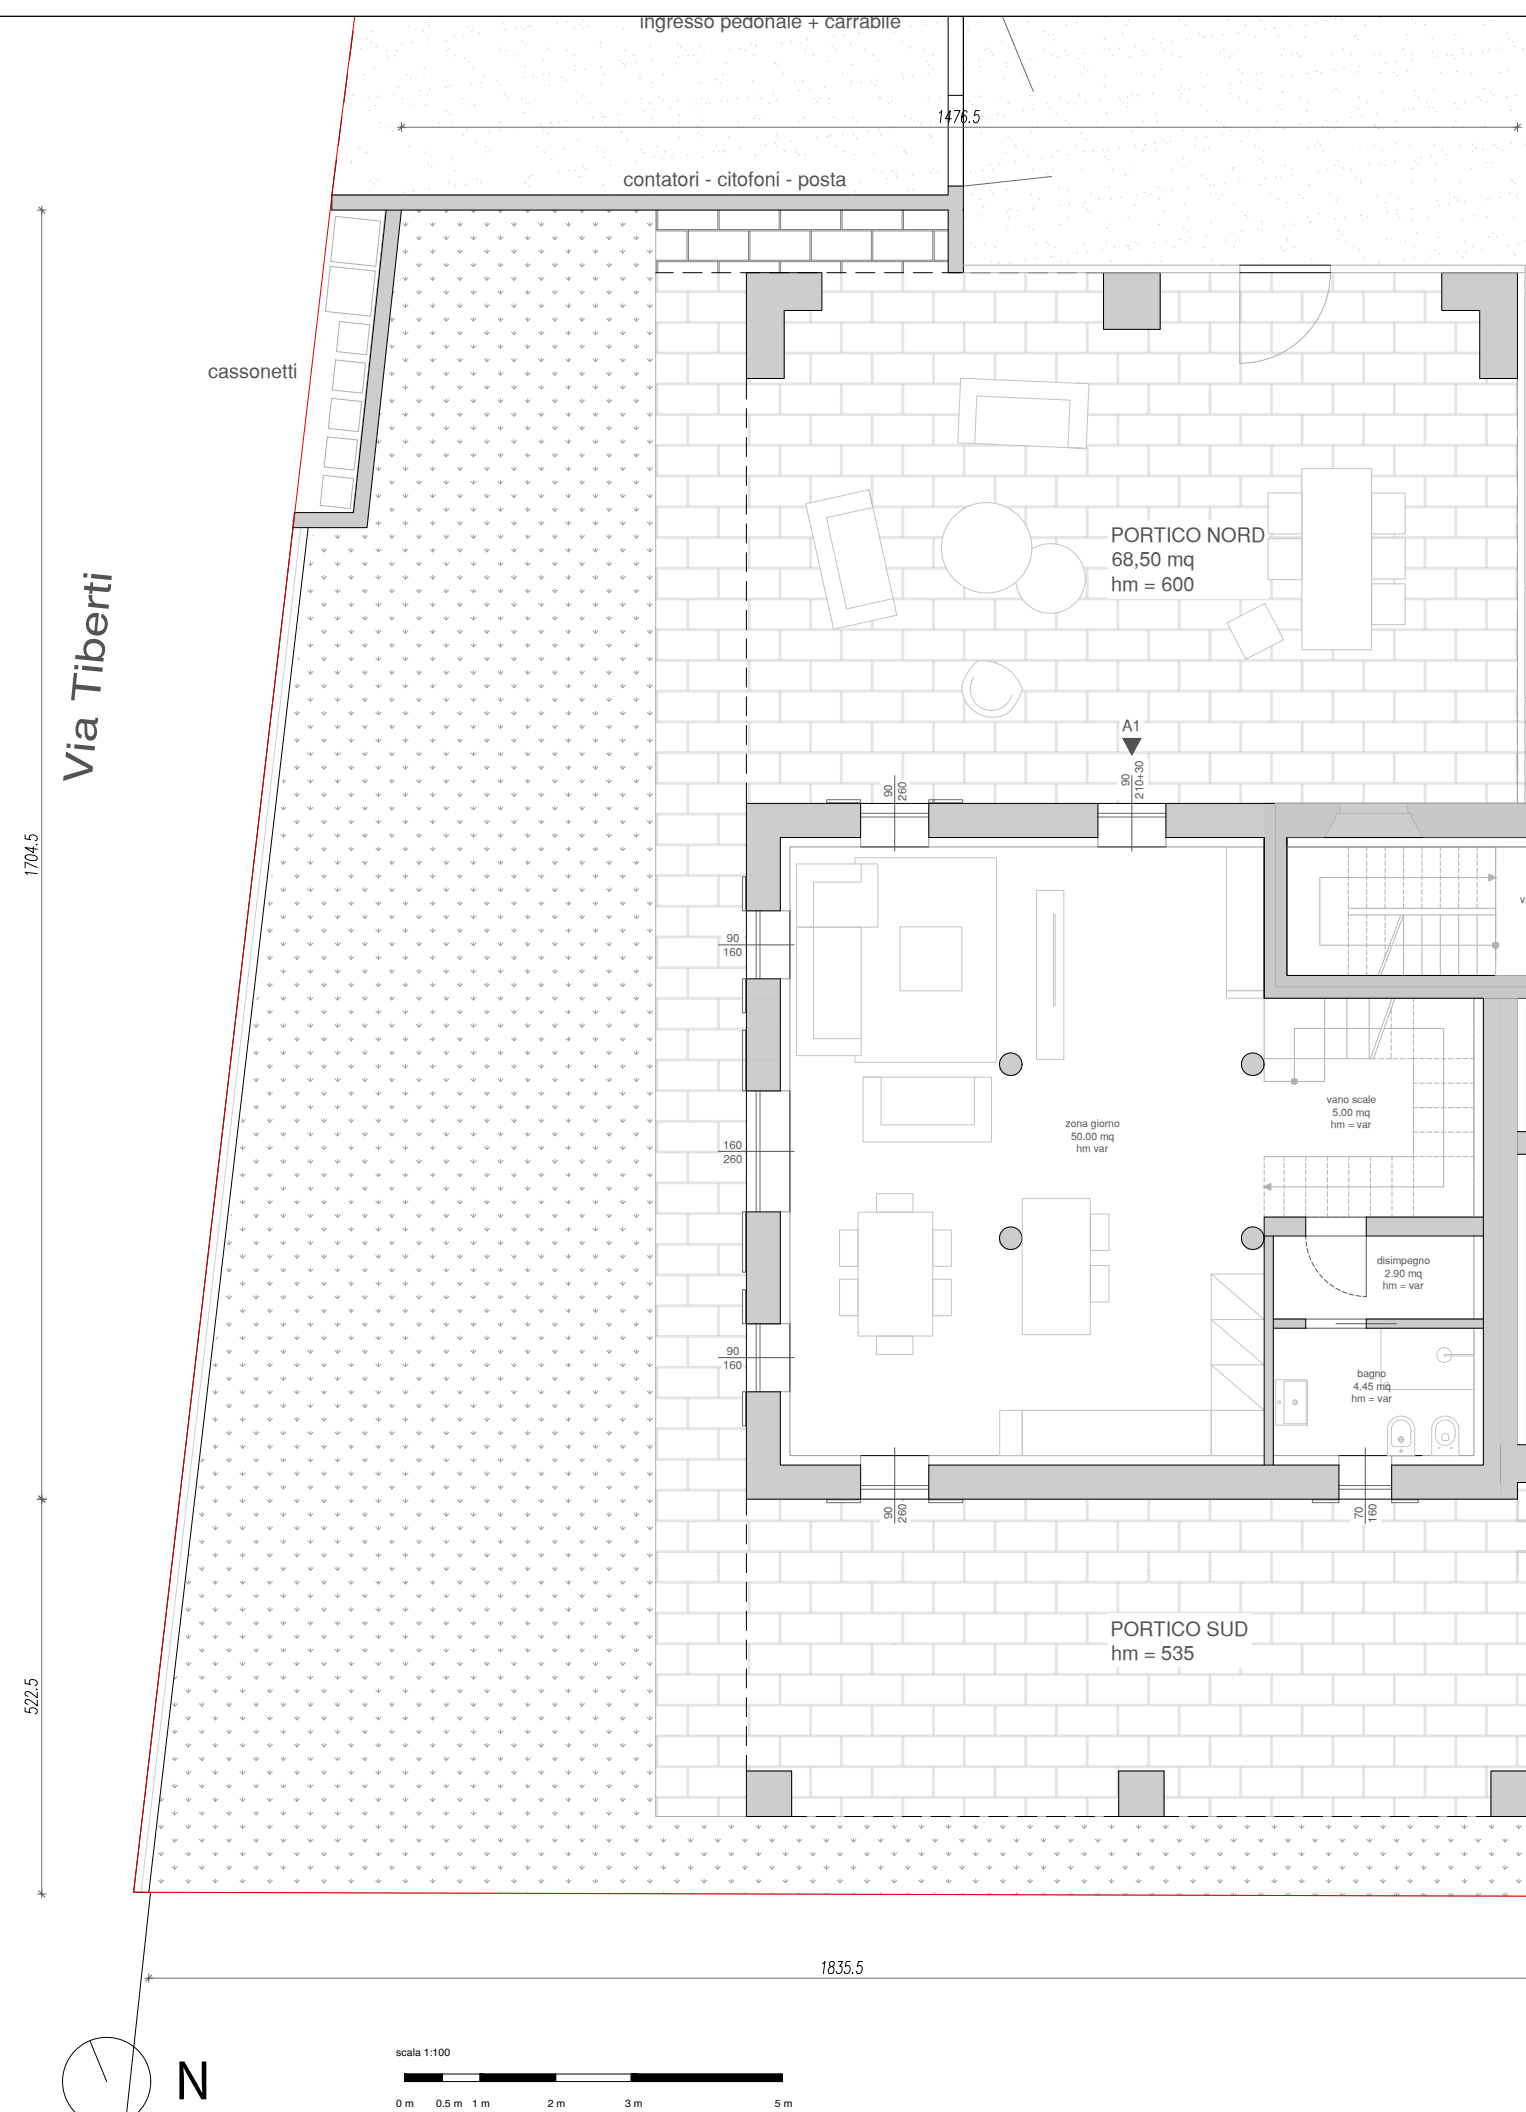 ingresso pedonale + carrabile
1476.5
contatori - citofoni - posta
cassonetti
PORTICO NORD
68,50 mq
hm = 600
Via Tiberti
A1
90
260
90
210+30
1704.5
90
160
zona giorno
50.00 mq
hm var
vano scale
5.00 mq
hm = var
160
260
disimpegno
2.90 mq
hm = var
90
160
bagno
4.45 mq
hm = var
90
260
70
160
PORTICO SUD
hm = 535
522.5
1835.5
N
scala 1:100
0 m 0.5 m 1 m 2 m 3 m 5 m